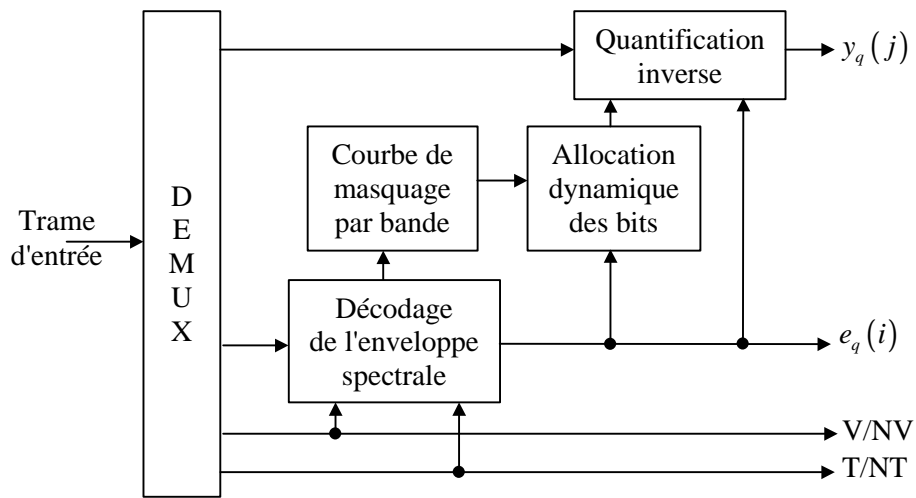 Trame
d'entrée
D
E
M
U
X
Quantification
inverse
y_q(j)
Courbe de
masquage
par bande
Allocation
dynamique
des bits
Décodage
de l'enveloppe
spectrale
e_q(i)
V/NV
T/NT